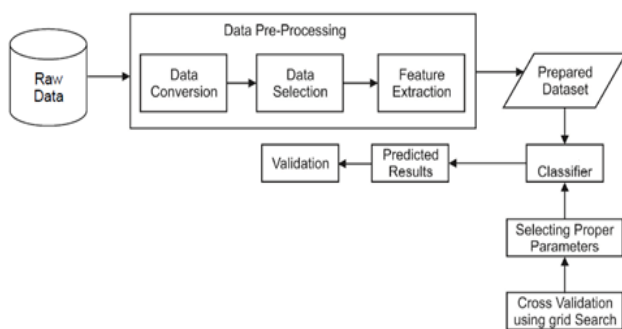 Data Pre-Processing
Raw
Data
Data
Conversion
Data
Selection
Feature
Extraction
Prepared
Dataset
Validation
Predicted
Results
Classifier
Selecting Proper
Parameters
Cross Validation
using grid Search